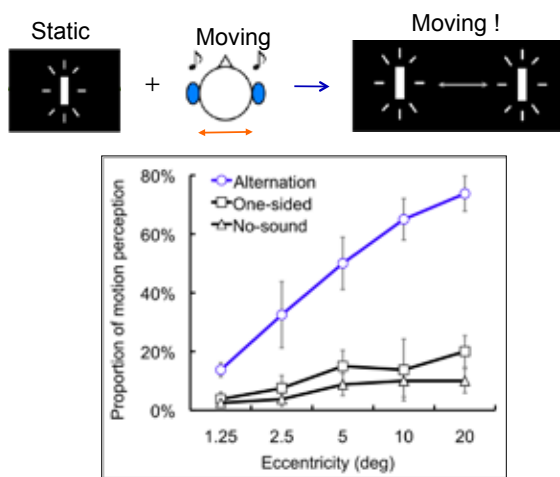 Static
Moving
Moving !
+
Alternation
One-sided
No-sound
80%
60%
40%
20%
0%
Proportion of motion perception
1.25 2.5 5 10 20
Eccentricity (deg)